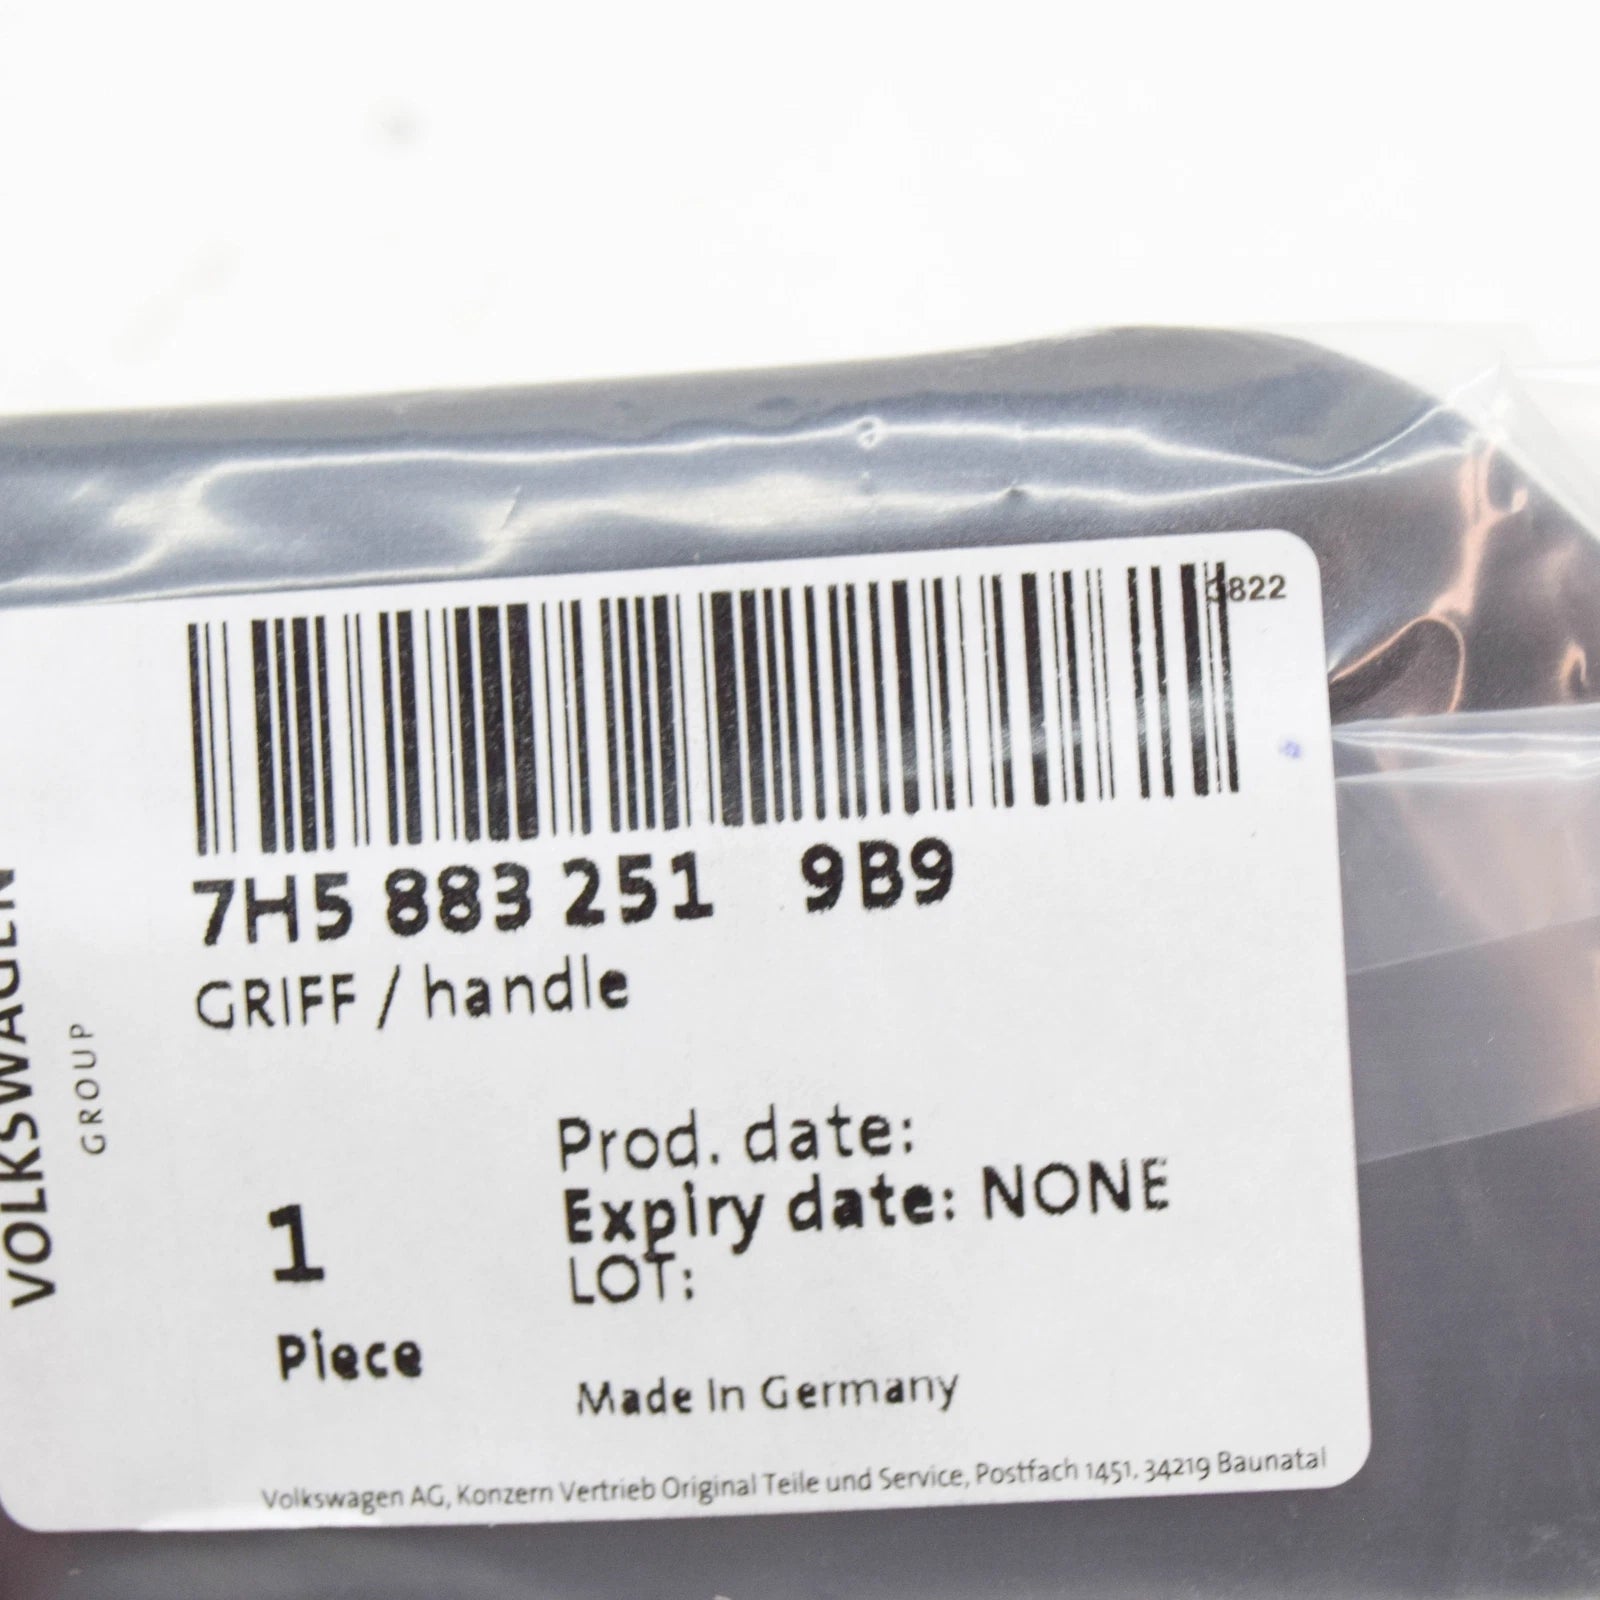 7H5 883 251 9B9
GRIFF / handle
VOLKSWAGEN
GROUP
1
Piece
Prod. date:
Expiry date: NONE
LOT:
Made In Germany
Volkswagen AG, Konzern Vertrieb Original Teile und Service, Postfach 1451, 34219 Baunatal